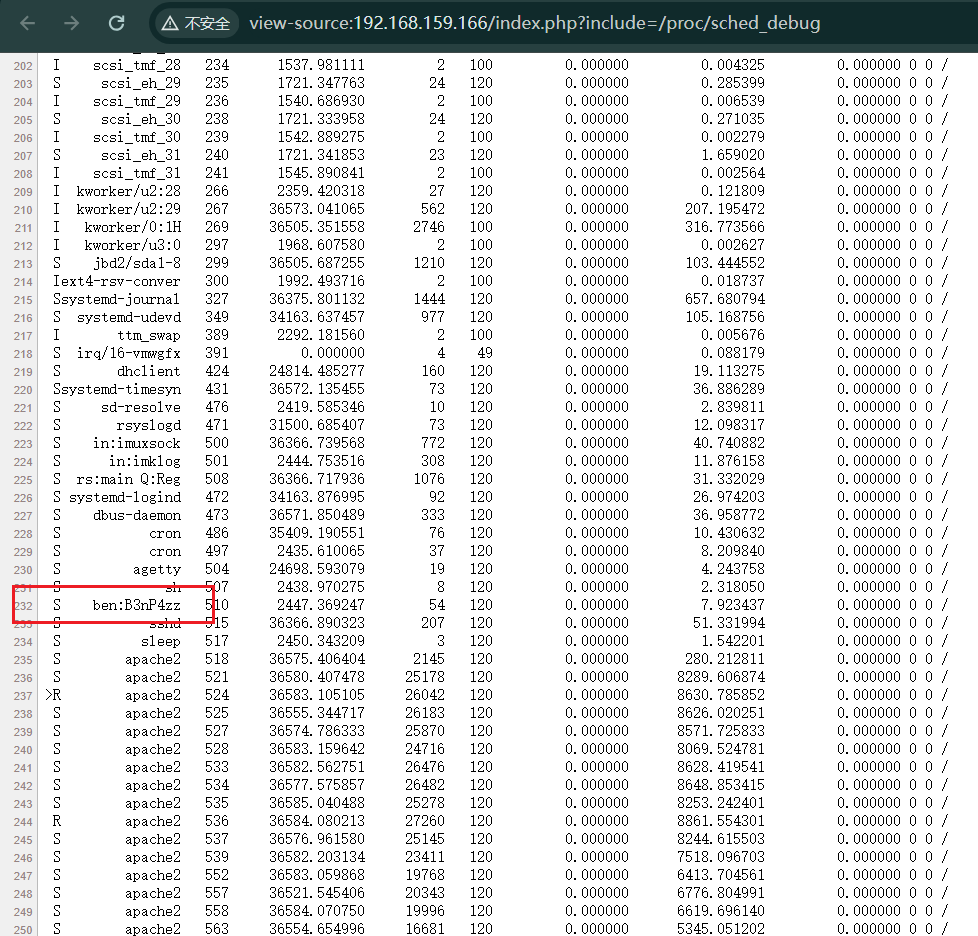 不安全 view-source:192.168.159.166/index.php?include=/proc/sched_debug
202 I scsi_tmf_28 234 1537.981111 2 100 0.000000 0.004325 0.000000 0 0 /
203 S scsi_eh_29 235 1721.347763 24 120 0.000000 0.285399 0.000000 0 0 /
204 I scsi_tmf_29 236 1540.686930 2 100 0.000000 0.006539 0.000000 0 0 /
205 S scsi_eh_30 238 1721.333958 24 120 0.000000 0.271035 0.000000 0 0 /
206 I scsi_tmf_30 239 1542.889275 2 100 0.000000 0.002279 0.000000 0 0 /
207 S scsi_eh_31 240 1721.341853 23 120 0.000000 1.659020 0.000000 0 0 /
208 I scsi_tmf_31 241 1545.890841 2 100 0.000000 0.002564 0.000000 0 0 /
209 I kworker/u2:28 266 2359.420318 27 120 0.000000 0.121809 0.000000 0 0 /
210 I kworker/u2:29 267 36573.041065 562 120 0.000000 207.195472 0.000000 0 0 /
211 I kworker/0:1H 269 36505.351558 2746 100 0.000000 316.773566 0.000000 0 0 /
212 I kworker/u3:0 297 1968.607580 2 100 0.000000 0.002627 0.000000 0 0 /
213 S jbd2/sda1-8 299 36505.687255 1210 120 0.000000 103.444552 0.000000 0 0 /
214 Iext4-rsv-conver 300 1992.493716 2 100 0.000000 0.018737 0.000000 0 0 /
215 Ssystemd-journal 327 36375.801132 1444 120 0.000000 657.680794 0.000000 0 0 /
216 S systemd-udevd 349 34163.637457 977 120 0.000000 105.168756 0.000000 0 0 /
217 I ttm_swap 389 2292.181560 2 100 0.000000 0.005676 0.000000 0 0 /
218 S irq/16-vmwgfx 391 0.000000 4 49 0.000000 0.088179 0.000000 0 0 /
219 S dhclient 424 24814.485277 160 120 0.000000 19.113275 0.000000 0 0 /
220 Ssystemd-timesyn 431 36572.135455 73 120 0.000000 36.886289 0.000000 0 0 /
221 S sd-resolve 476 2419.585346 10 120 0.000000 2.839811 0.000000 0 0 /
222 S rsyslogd 471 31500.685407 73 120 0.000000 12.098317 0.000000 0 0 /
223 S in:imuxsock 500 36366.739568 772 120 0.000000 40.740882 0.000000 0 0 /
224 S in:imklog 501 2444.753516 308 120 0.000000 11.876158 0.000000 0 0 /
225 S rs:main Q:Reg 508 36366.717936 1076 120 0.000000 31.332029 0.000000 0 0 /
226 S systemd-logind 472 34163.876995 92 120 0.000000 26.974203 0.000000 0 0 /
227 S dbus-daemon 473 36571.850489 333 120 0.000000 36.958772 0.000000 0 0 /
228 S cron 486 35409.190551 76 120 0.000000 10.430632 0.000000 0 0 /
229 S cron 497 2435.610065 37 120 0.000000 8.209840 0.000000 0 0 /
230 S agetty 504 24698.593079 19 120 0.000000 4.243758 0.000000 0 0 /
231 S sh 507 2438.970275 8 120 0.000000 2.318050 0.000000 0 0 /
232 S ben:B3nP4zz 510 2447.369247 54 120 0.000000 7.923437 0.000000 0 0 /
233 S sshd 515 36366.890323 207 120 0.000000 51.331994 0.000000 0 0 /
234 S sleep 517 2450.343209 3 120 0.000000 1.542201 0.000000 0 0 /
235 S apache2 518 36575.406404 2145 120 0.000000 280.212811 0.000000 0 0 /
236 S apache2 521 36580.407478 25178 120 0.000000 8289.606874 0.000000 0 0 /
237 >R apache2 524 36583.105105 26042 120 0.000000 8630.785852 0.000000 0 0 /
238 S apache2 525 36555.344717 26183 120 0.000000 8626.020251 0.000000 0 0 /
239 S apache2 527 36574.786333 25870 120 0.000000 8571.725833 0.000000 0 0 /
240 S apache2 528 36583.159642 24716 120 0.000000 8069.524781 0.000000 0 0 /
241 S apache2 533 36582.562751 26476 120 0.000000 8628.419541 0.000000 0 0 /
242 S apache2 534 36577.575857 26482 120 0.000000 8648.853415 0.000000 0 0 /
243 S apache2 535 36585.040488 25278 120 0.000000 8253.242401 0.000000 0 0 /
244 R apache2 536 36584.080213 27260 120 0.000000 8861.554301 0.000000 0 0 /
245 S apache2 537 36576.961580 25145 120 0.000000 8244.615503 0.000000 0 0 /
246 S apache2 539 36582.203134 23411 120 0.000000 7518.096703 0.000000 0 0 /
247 S apache2 552 36583.059868 19768 120 0.000000 6413.704561 0.000000 0 0 /
248 S apache2 557 36521.545406 20343 120 0.000000 6776.804991 0.000000 0 0 /
249 S apache2 558 36584.070750 19996 120 0.000000 6619.696140 0.000000 0 0 /
250 S apache2 563 36554.654996 16681 120 0.000000 5345.051202 0.000000 0 0 /